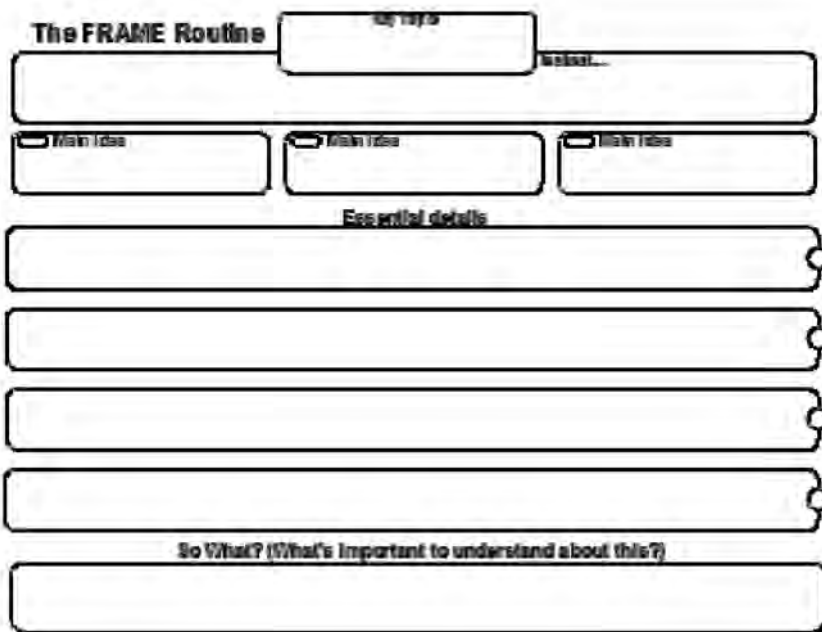 The FRAME Routine
Key Topic
is about...
Main Idea
Main Idea
Main Idea
Essential details
So What? (What's important to understand about this?)